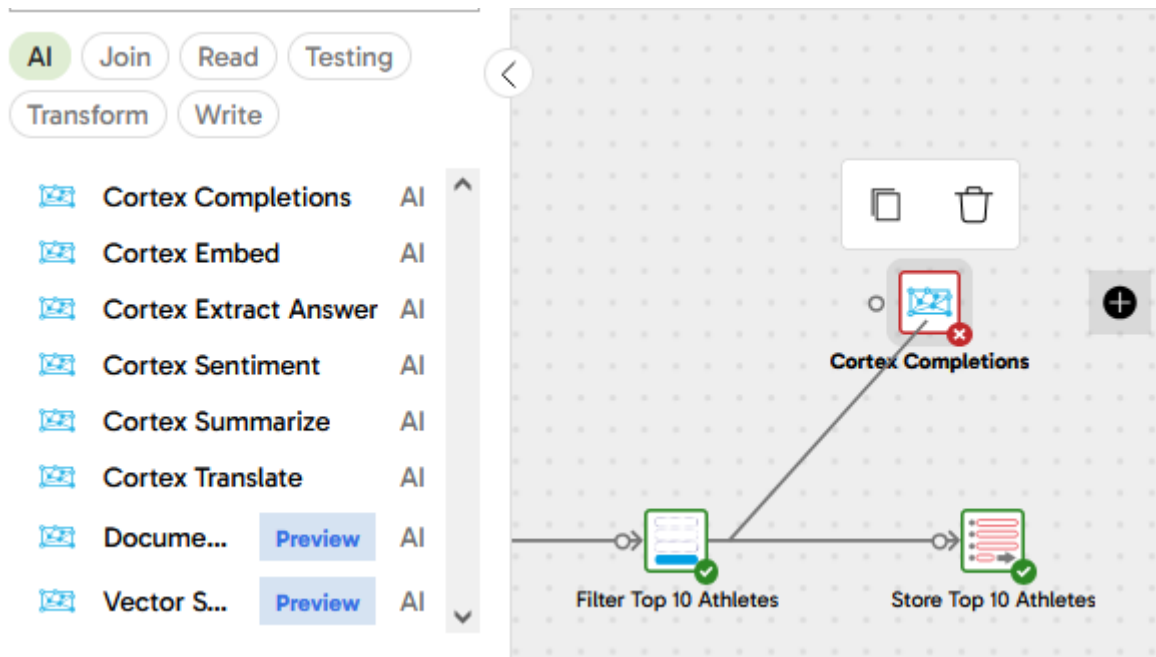 AI Join Read Testing
Transform Write
Cortex Completions AI
Cortex Embed AI
Cortex Extract Answer AI
Cortex Sentiment AI
Cortex Summarize AI
Cortex Translate AI
Docume... Preview AI
Vector S... Preview AI
Cortex Completions
Filter Top 10 Athletes
Store Top 10 Athletes